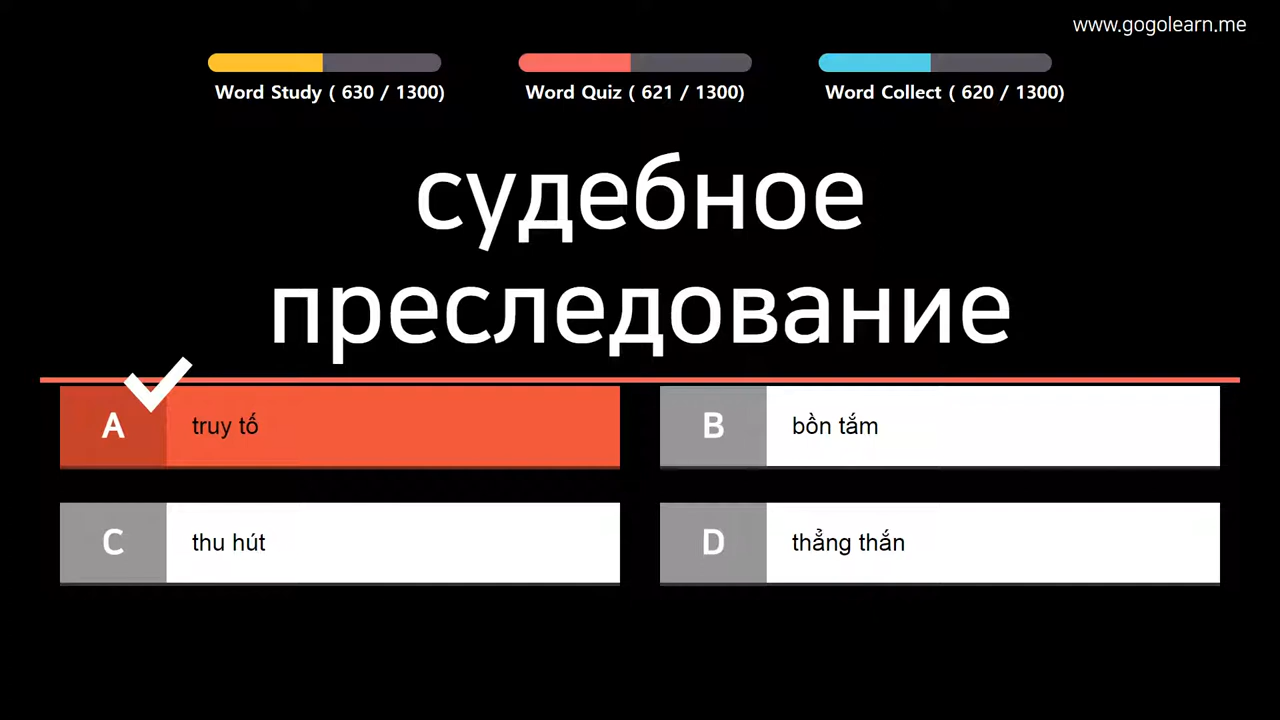 www.gogolearn.me
Word Study ( 630 / 1300)
Word Quiz ( 621 / 1300)
Word Collect ( 620 / 1300)
судебное
преследование
A truy tố
B bồn tắm
C thu hút
D thẳng thắn